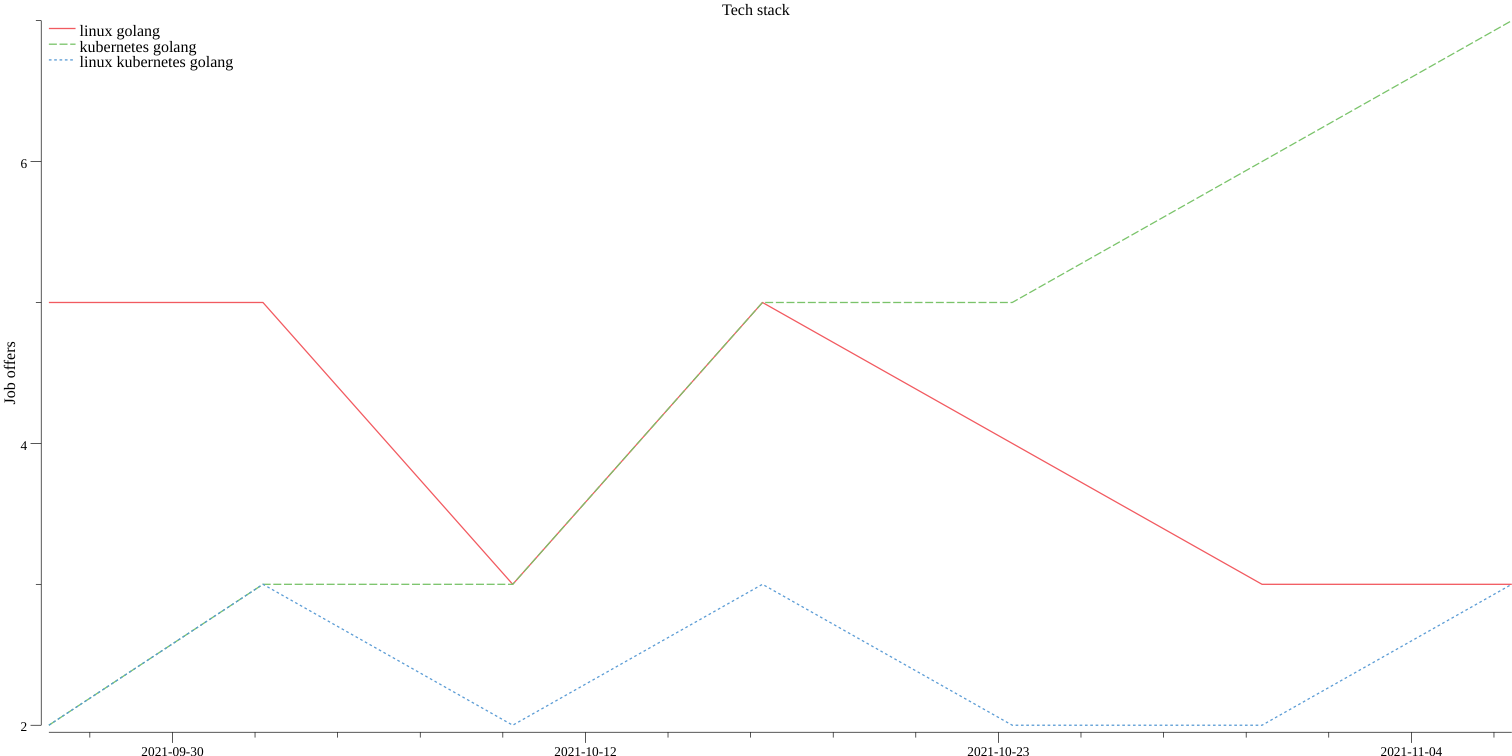 Tech stack
linux golang
kubernetes golang
linux kubernetes golang
Job offers
6
4
2
2021-09-30
2021-10-12
2021-10-23
2021-11-04